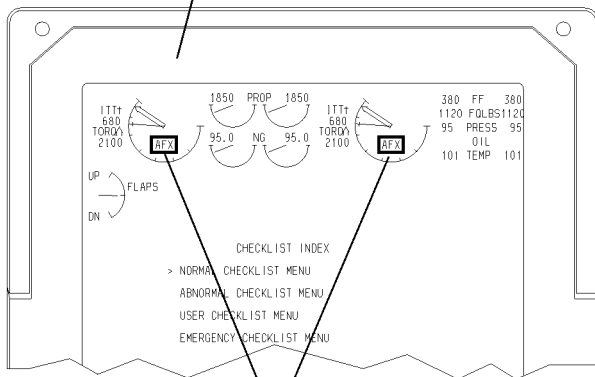 1850 PROP 1850
ITT↑
680
TORQ
2100
AFX
95.0 NG 95.0
ITT↑
680
TORQ
2100
AFX
380 FF 380
1120 FQLBS 1120
95 PRESS 95
OIL
101 TEMP 101
UP
FLAPS
DN
CHECKLIST INDEX
> NORMAL CHECKLIST MENU
ABNORMAL CHECKLIST MENU
USER CHECKLIST MENU
EMERGENCY CHECKLIST MENU